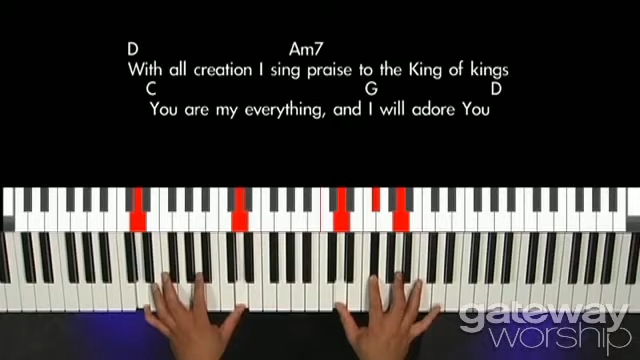 D Am7
With all creation I sing praise to the King of kings
C G D
You are my everything, and I will adore You
gateway
worship